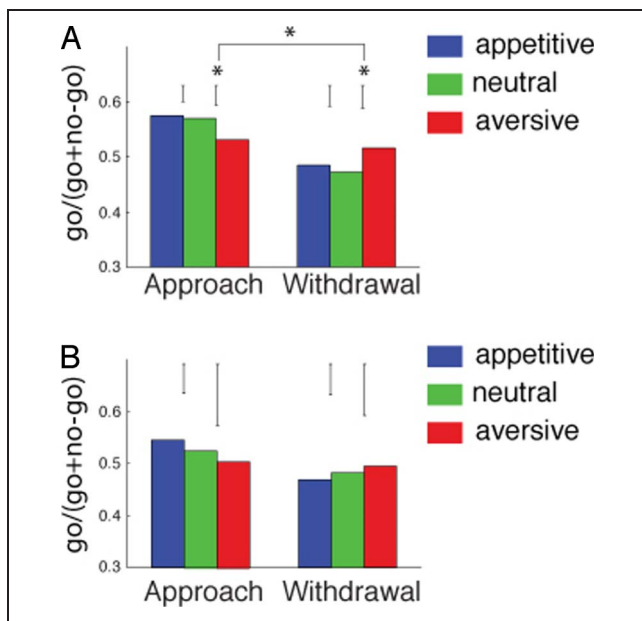 A
*
* *
appetitive
neutral
aversive
go/(go+no-go)
0.6
0.5
0.4
0.3
Approach Withdrawal
B
appetitive
neutral
aversive
go/(go+no-go)
0.6
0.5
0.4
0.3
Approach Withdrawal